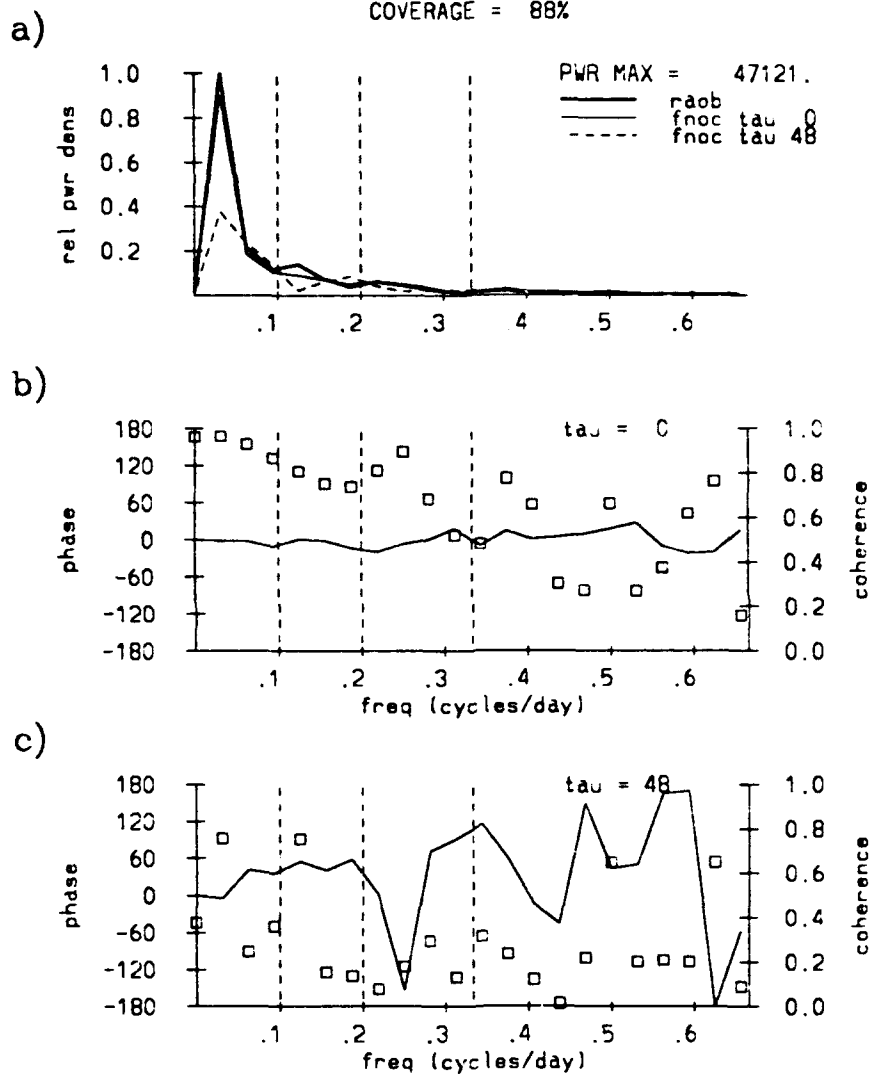 COVERAGE = 88%
a)
PWR MAX = 47121.
raob
fnoc tau 0
fnoc tau 48
rel pwr dens
1.0
0.8
0.6
0.4
0.2
.1 .2 .3 .4 .5 .6
b)
tau = 0
phase
180
120
60
0
-60
-120
-180
coherence
1.0
0.8
0.6
0.4
0.2
0.0
.1 .2 .3 .4 .5 .6
freq (cycles/day)
c)
tau = 48
phase
180
120
60
0
-60
-120
-180
coherence
1.0
0.8
0.6
0.4
0.2
0.0
.1 .2 .3 .4 .5 .6
freq (cycles/day)